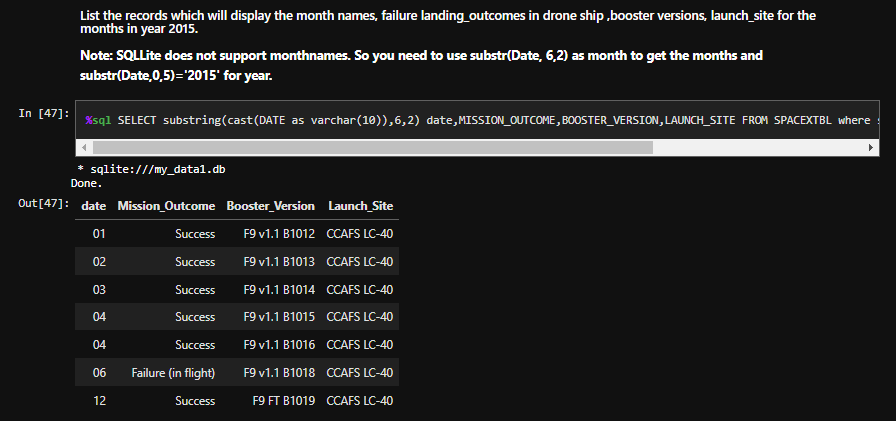 List the records which will display the month names, failure landing_outcomes in drone ship ,booster versions, launch_site for the
months in year 2015.
Note: SQLLite does not support monthnames. So you need to use substr(Date, 6,2) as month to get the months and
substr(Date,0,5)='2015' for year.
In [47]: %sql SELECT substring(cast(DATE as varchar(10)),6,2) date,MISSION_OUTCOME,BOOSTER_VERSION,LAUNCH_SITE FROM SPACEXTBL where
* sqlite:///my_data1.db
Done.
Out[47]: date Mission_Outcome Booster_Version Launch_Site
01 Success F9 v1.1 B1012 CCAFS LC-40
02 Success F9 v1.1 B1013 CCAFS LC-40
03 Success F9 v1.1 B1014 CCAFS LC-40
04 Success F9 v1.1 B1015 CCAFS LC-40
04 Success F9 v1.1 B1016 CCAFS LC-40
06 Failure (in flight) F9 v1.1 B1018 CCAFS LC-40
12 Success F9 FT B1019 CCAFS LC-40